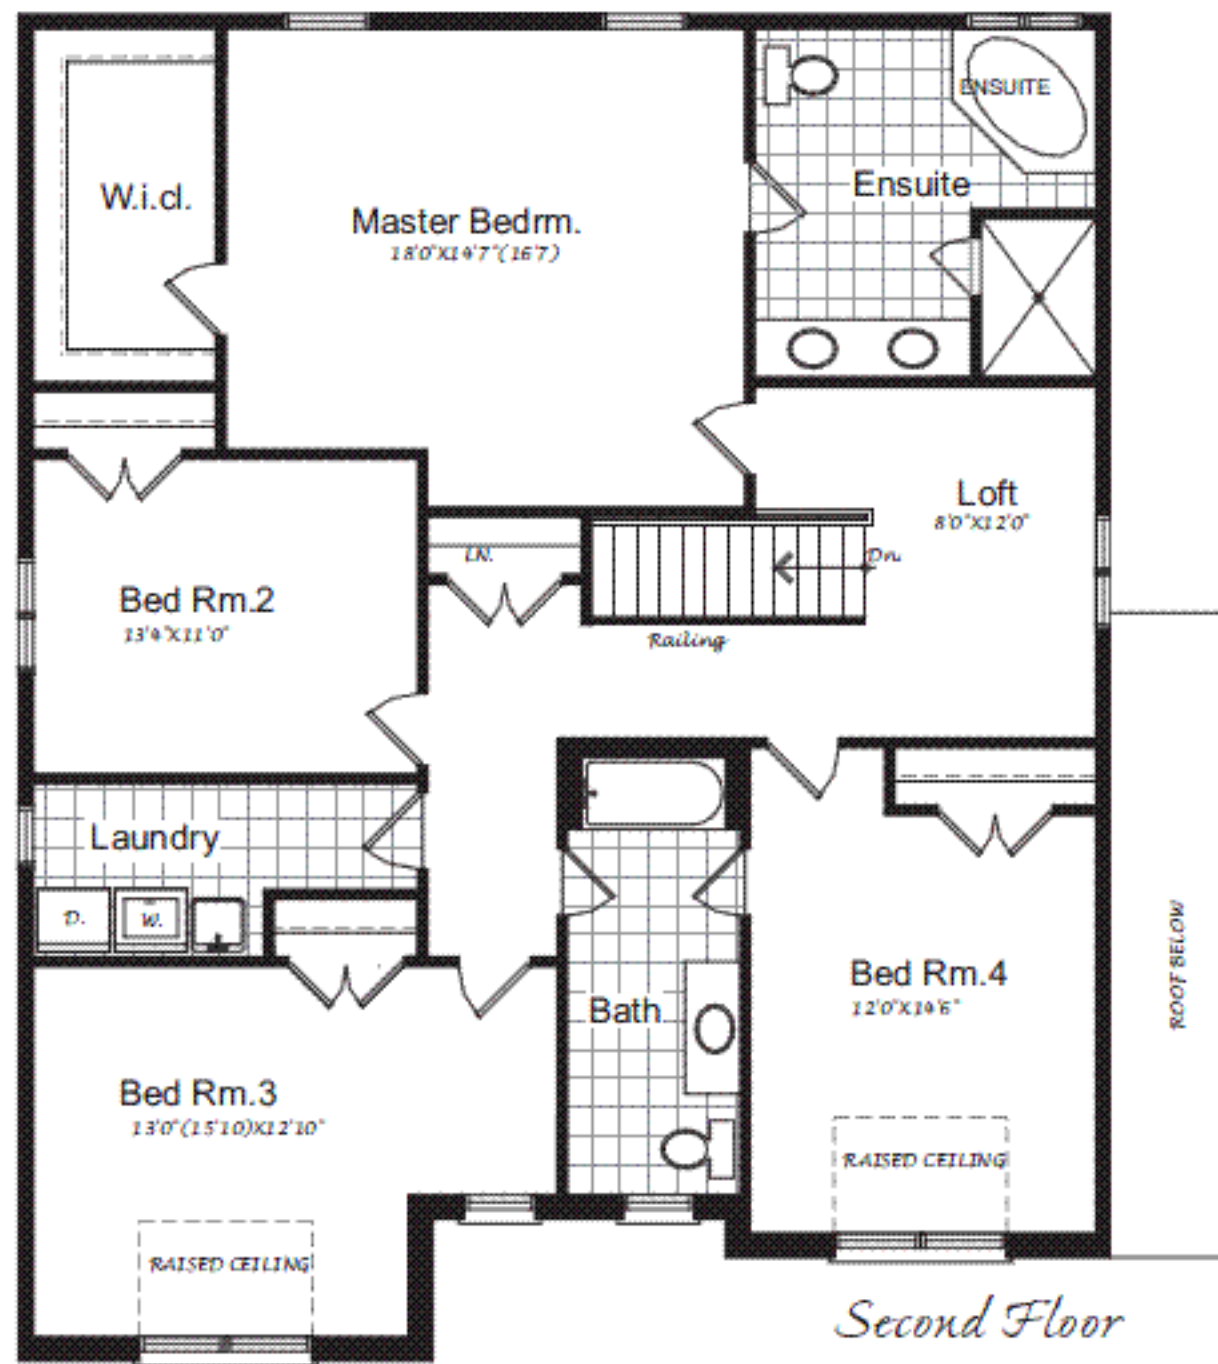 ENSUITE
W.i.cl.
Ensuite
Master Bedrm.
18'0"X14'7"(16'7)
Loft
8'0"X12'0"
LN.
Dn.
Bed Rm.2
13'4"X11'0"
Railing
Laundry
D.
W.
Bed Rm.4
12'0"X14'6"
ROOF BELOW
Bath
Bed Rm.3
13'0"(15'10)X12'10"
RAISED CEILING
RAISED CEILING
Second Floor